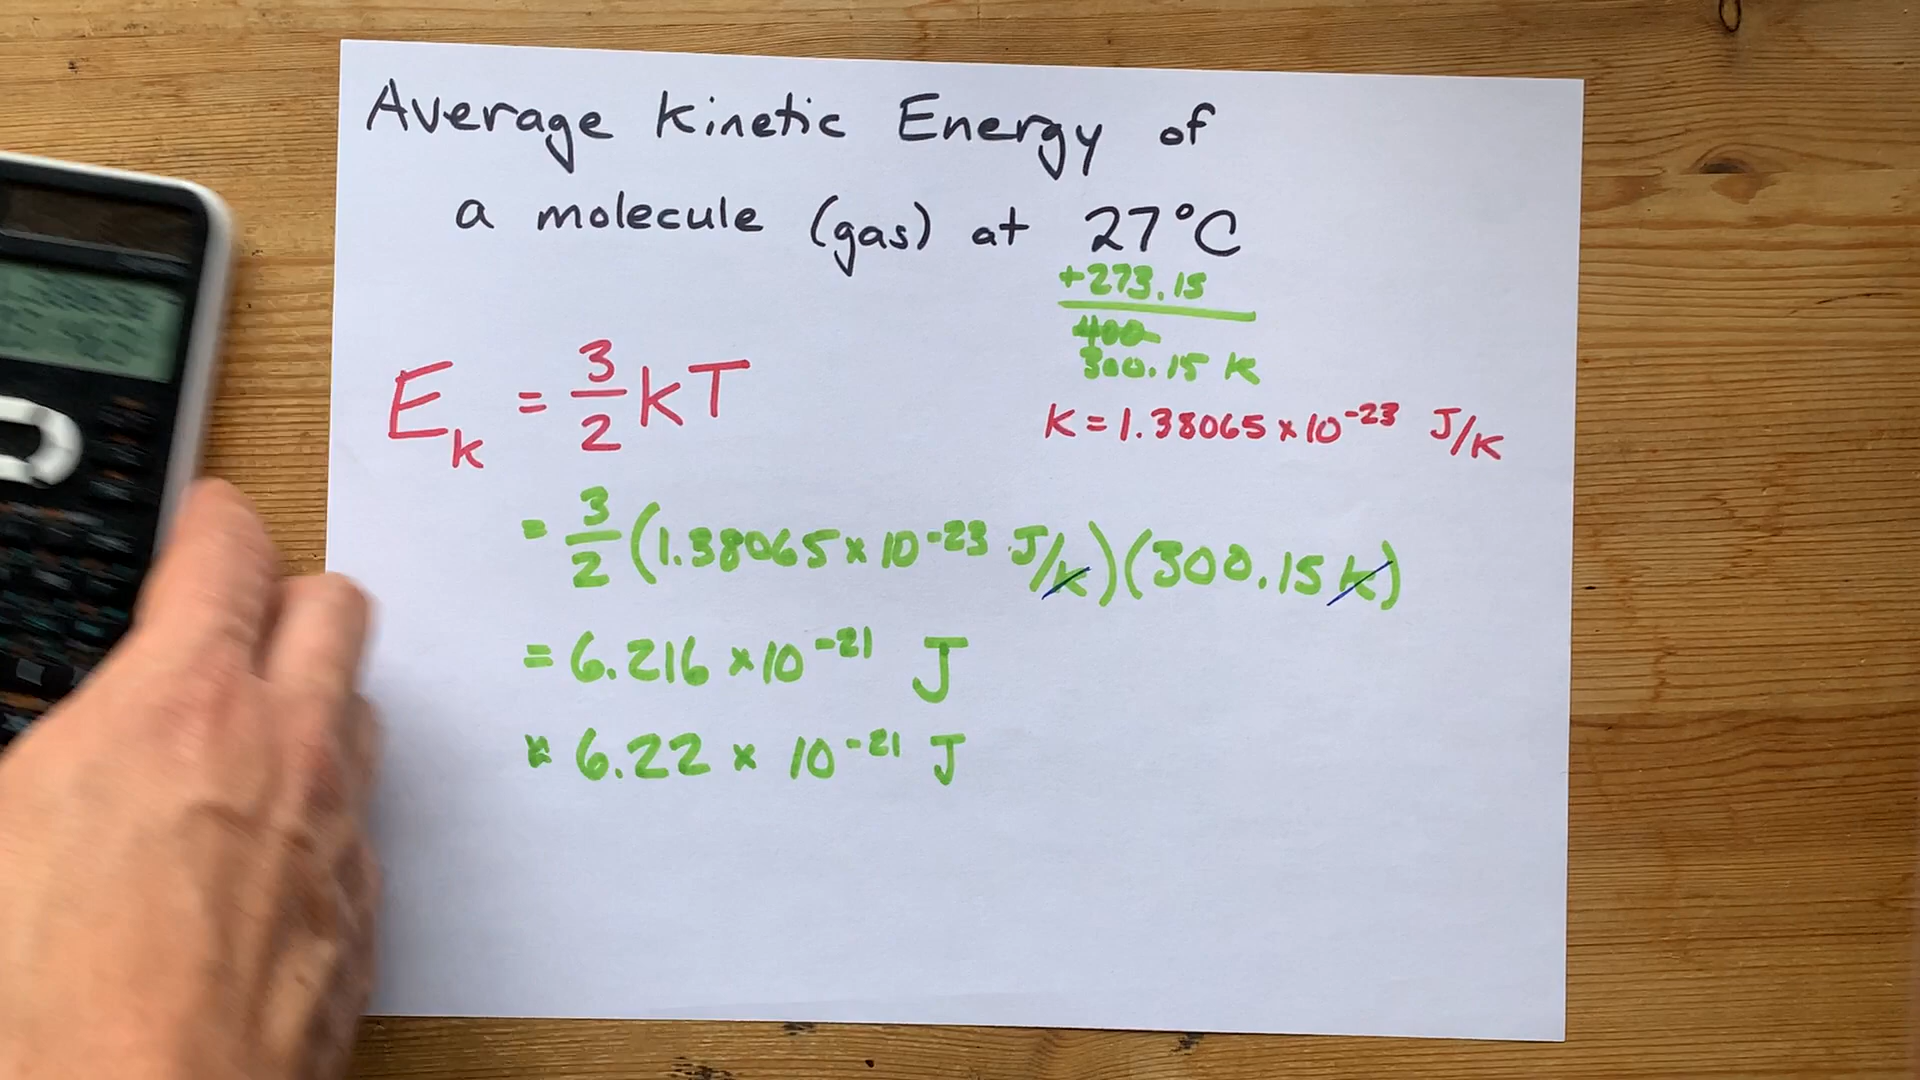 Average Kinetic Energy of
a molecule (gas) at 27°C
+273.15
400
300.15 K
E_k = 3/2 kT
K = 1.38065 × 10^-23 J/K
= 3/2 (1.38065 × 10^-23 J/K)(300.15 K)
= 6.216 × 10^-21 J
≈ 6.22 × 10^-21 J